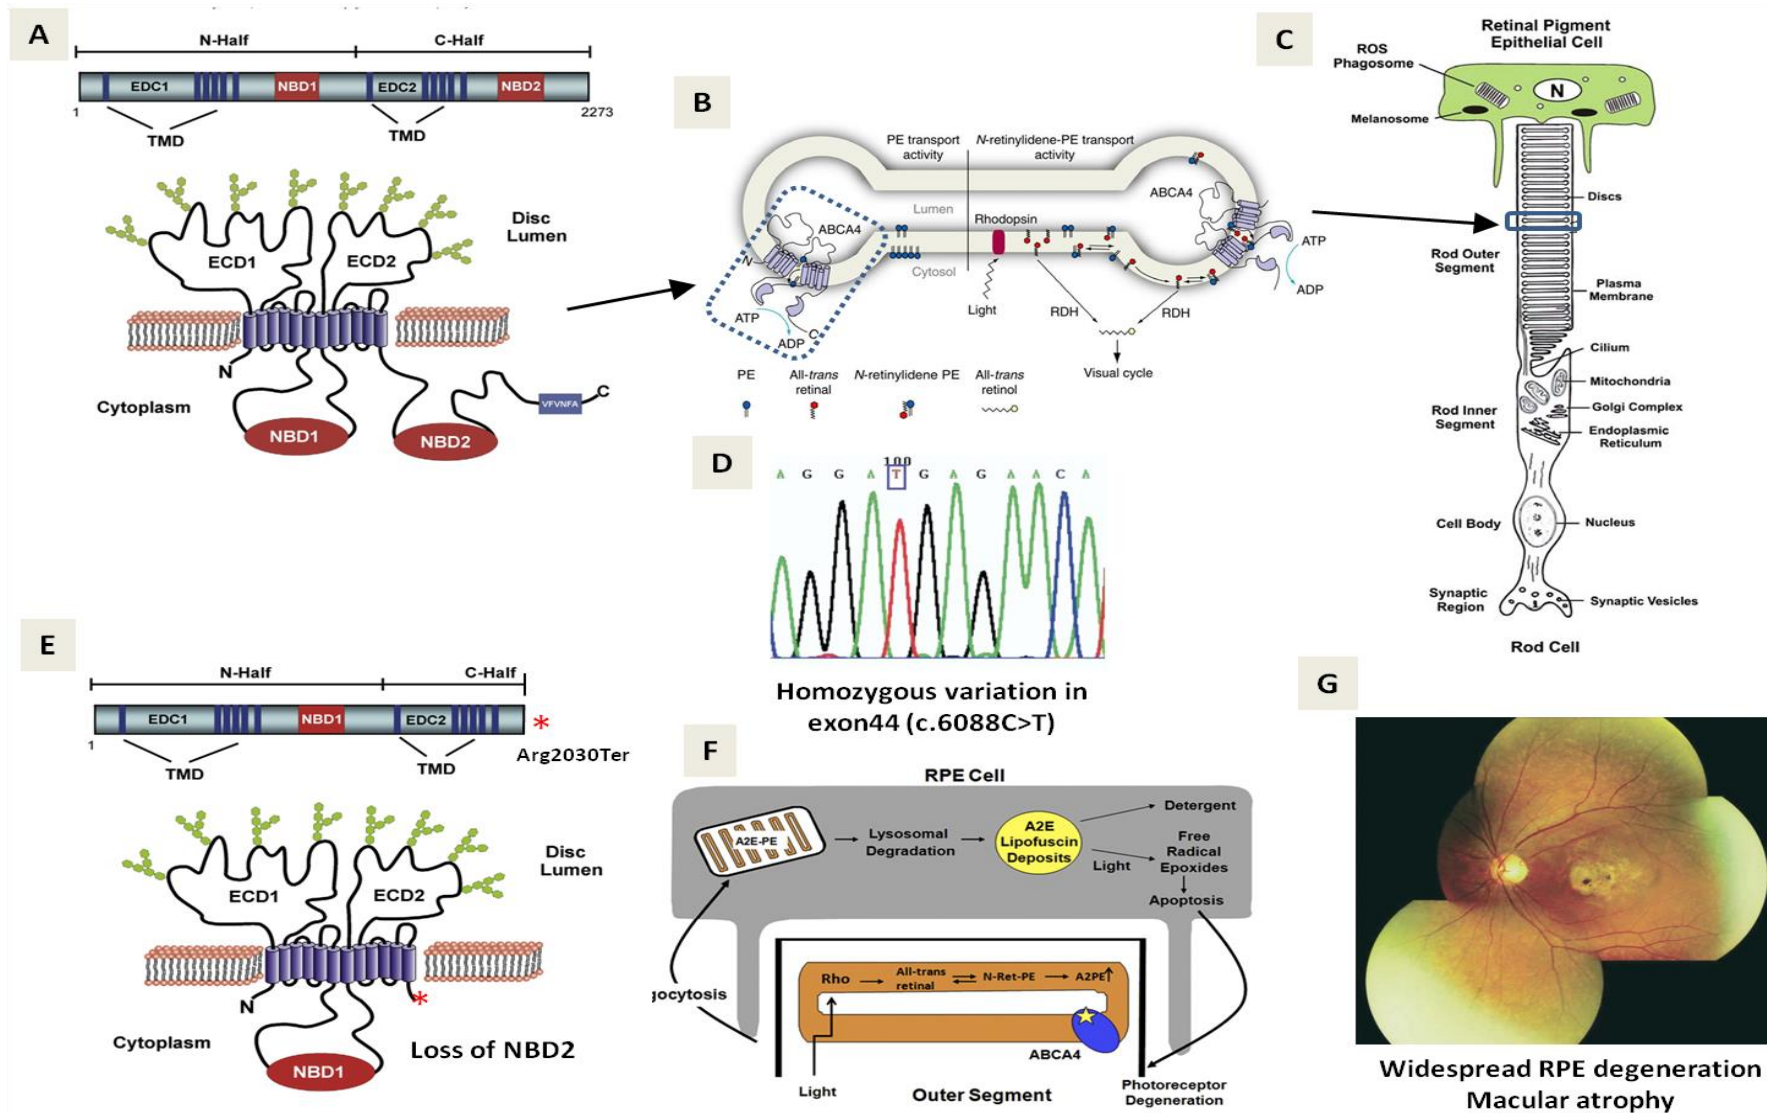 A
N-Half
C-Half
EDC1
NBD1
EDC2
NBD2
1
2273
TMD
TMD
Disc
Lumen
ECD1
ECD2
N
Cytoplasm
VFVNFA
C
NBD1
NBD2
B
PE transport
activity
N-retinylidene-PE transport
activity
ABCA4
ABCA4
Lumen
Rhodopsin
N
Cytosol
ATP
ADP
C
Light
RDH
RDH
ATP
ADP
Visual cycle
PE
All-trans
retinal
N-retinylidene PE
All-trans
retinol
C
Retinal Pigment
Epithelial Cell
ROS
Phagosome
N
Melanosome
Discs
Rod Outer
Segment
Plasma
Membrane
Cilium
Mitochondria
Rod Inner
Segment
Golgi Complex
Endoplasmic
Reticulum
Cell Body
Nucleus
Synaptic
Region
Synaptic Vesicles
Rod Cell
D
100
A G G A T G A G A A C A
Homozygous variation in
exon44 (c.6088C>T)
E
N-Half
C-Half
EDC1
NBD1
EDC2
*
1
Arg2030Ter
TMD
TMD
Disc
Lumen
ECD1
ECD2
N
*
Cytoplasm
Loss of NBD2
NBD1
F
RPE Cell
A2E-PE
Lysosomal
Degradation
A2E
Lipofuscin
Deposits
Detergent
Light
Free
Radical
Epoxides
Apoptosis
gocytosis
Rho
All-trans
retinal
N-Ret-PE
A2PE
ABCA4
Light
Outer Segment
Photoreceptor
Degeneration
G
Widespread RPE degeneration
Macular atrophy